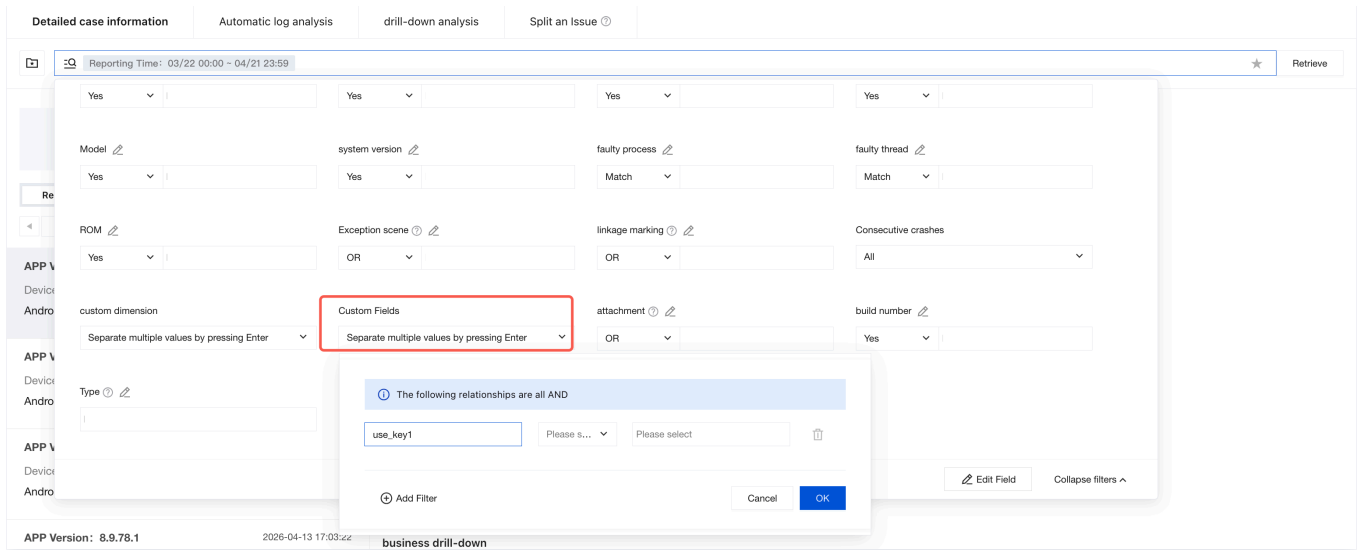 Detailed case information Automatic log analysis drill-down analysis Split an Issue
Reporting Time: 03/22 00:00 ~ 04/21 23:59 Retrieve
Yes Yes Yes Yes
Model system version faulty process faulty thread
Yes Yes Match Match
Re
ROM Exception scene linkage marking Consecutive crashes
Yes OR OR All
APP V
Device
Andro
custom dimension Custom Fields attachment build number
Separate multiple values by pressing Enter Separate multiple values by pressing Enter OR Yes
APP V
Device
Type
Andro
The following relationships are all AND
use_key1 Please s... Please select
APP V
Device
Edit Field Collapse filters
Andro
Add Filter Cancel OK
APP Version: 8.9.78.1 2026-04-13 17:03:22
business drill-down